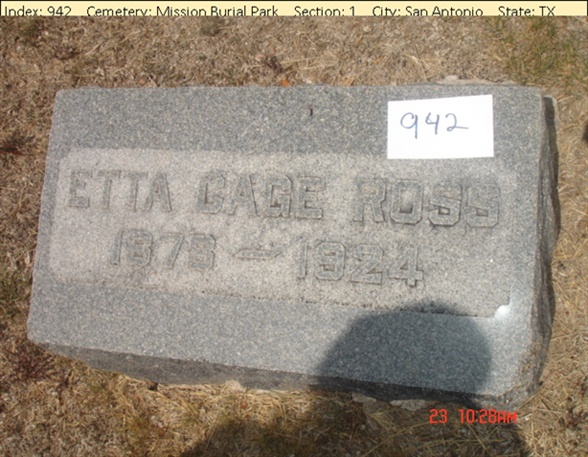 Index: 942 Cemetery: Mission Burial Park Section: 1 City: San Antonio State: TX
942
ETTA GAGE ROSS
1875 — 1924
23 10:28AM